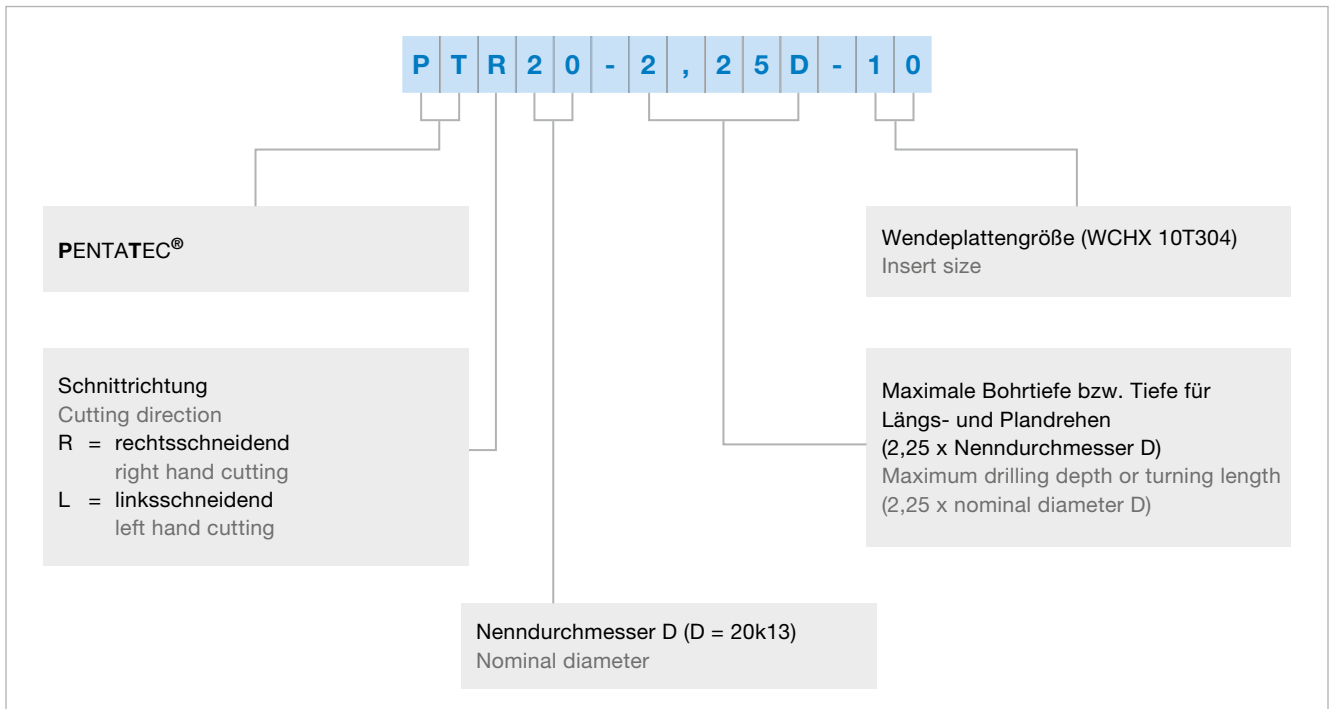 PTR20-2,25D-10
PENTATEC®
Wendeplattengröße (WCHX 10T304)
Insert size
Schnittrichtung
Cutting direction
R = rechtsschneidend
right hand cutting
L = linksschneidend
left hand cutting
Maximale Bohrtiefe bzw. Tiefe für
Längs- und Plandrehen
(2,25 x Nenndurchmesser D)
Maximum drilling depth or turning length
(2,25 x nominal diameter D)
Nenndurchmesser D (D = 20k13)
Nominal diameter